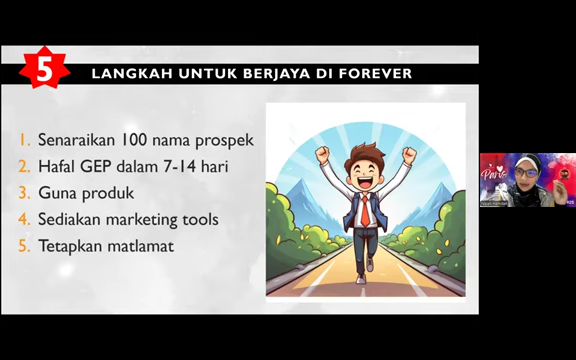 5
LANGKAH UNTUK BERJAYA DI FOREVER
1. Senaraikan 100 nama prospek
2. Hafal GEP dalam 7-14 hari
3. Guna produk
4. Sediakan marketing tools
5. Tetapkan matlamat
Paris